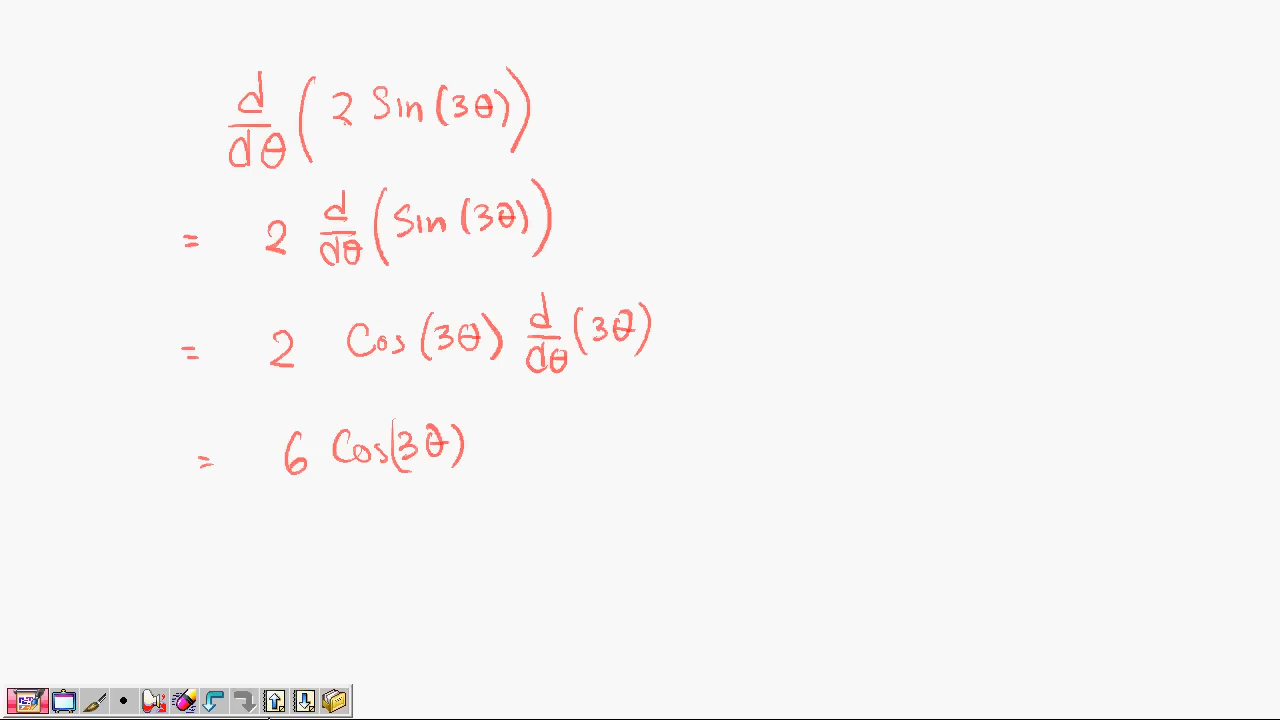 d/dθ ( 2 Sin (3θ) )
= 2 d/dθ ( Sin (3θ) )
= 2 Cos (3θ) d/dθ (3θ)
= 6 Cos(3θ)